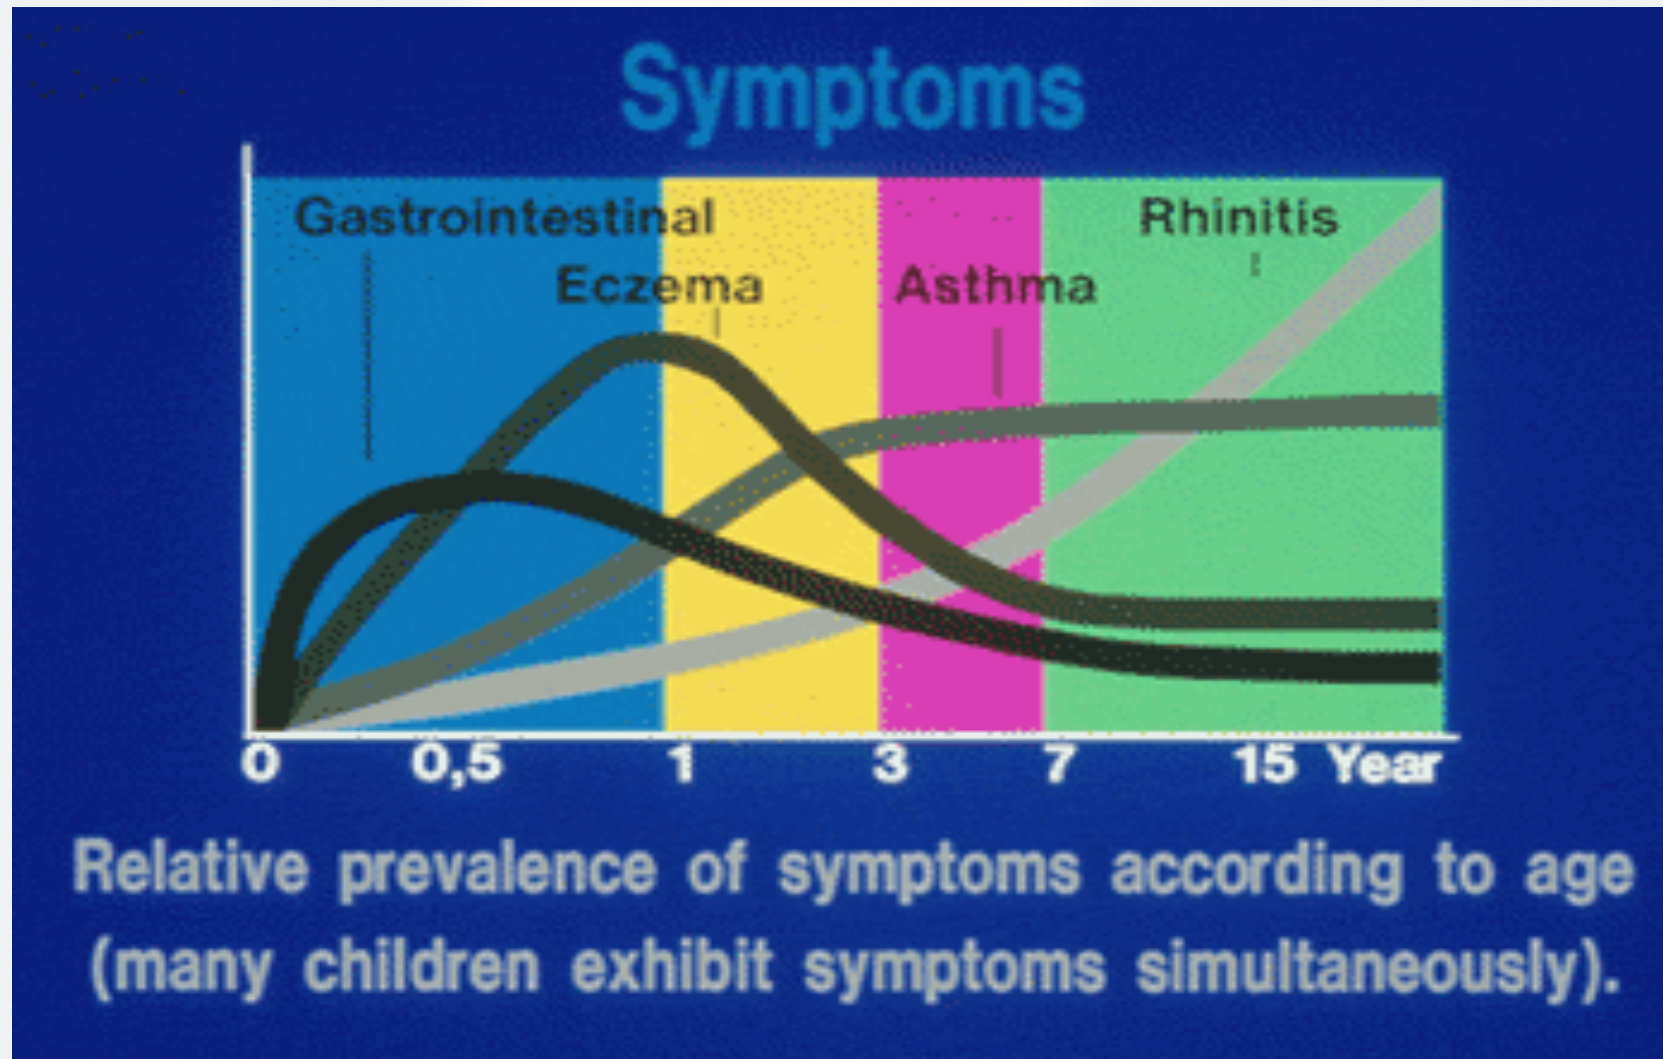 Symptoms
Gastrointestinal
Rhinitis
Eczema
Asthma
0 0,5 1 3 7 15 Year
Relative prevalence of symptoms according to age
(many children exhibit symptoms simultaneously).